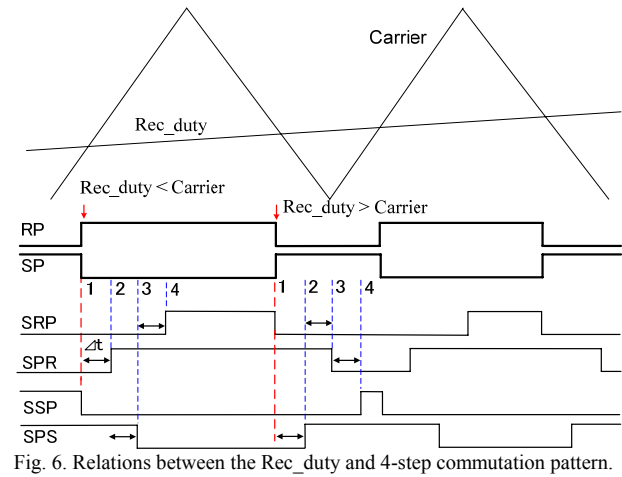 Carrier
Rec_duty
Rec_duty < Carrier
Rec_duty > Carrier
RP
SP
1 2 3 4 1 2 3 4
SRP
⊿t
SPR
SSP
SPS
Fig. 6. Relations between the Rec_duty and 4-step commutation pattern.